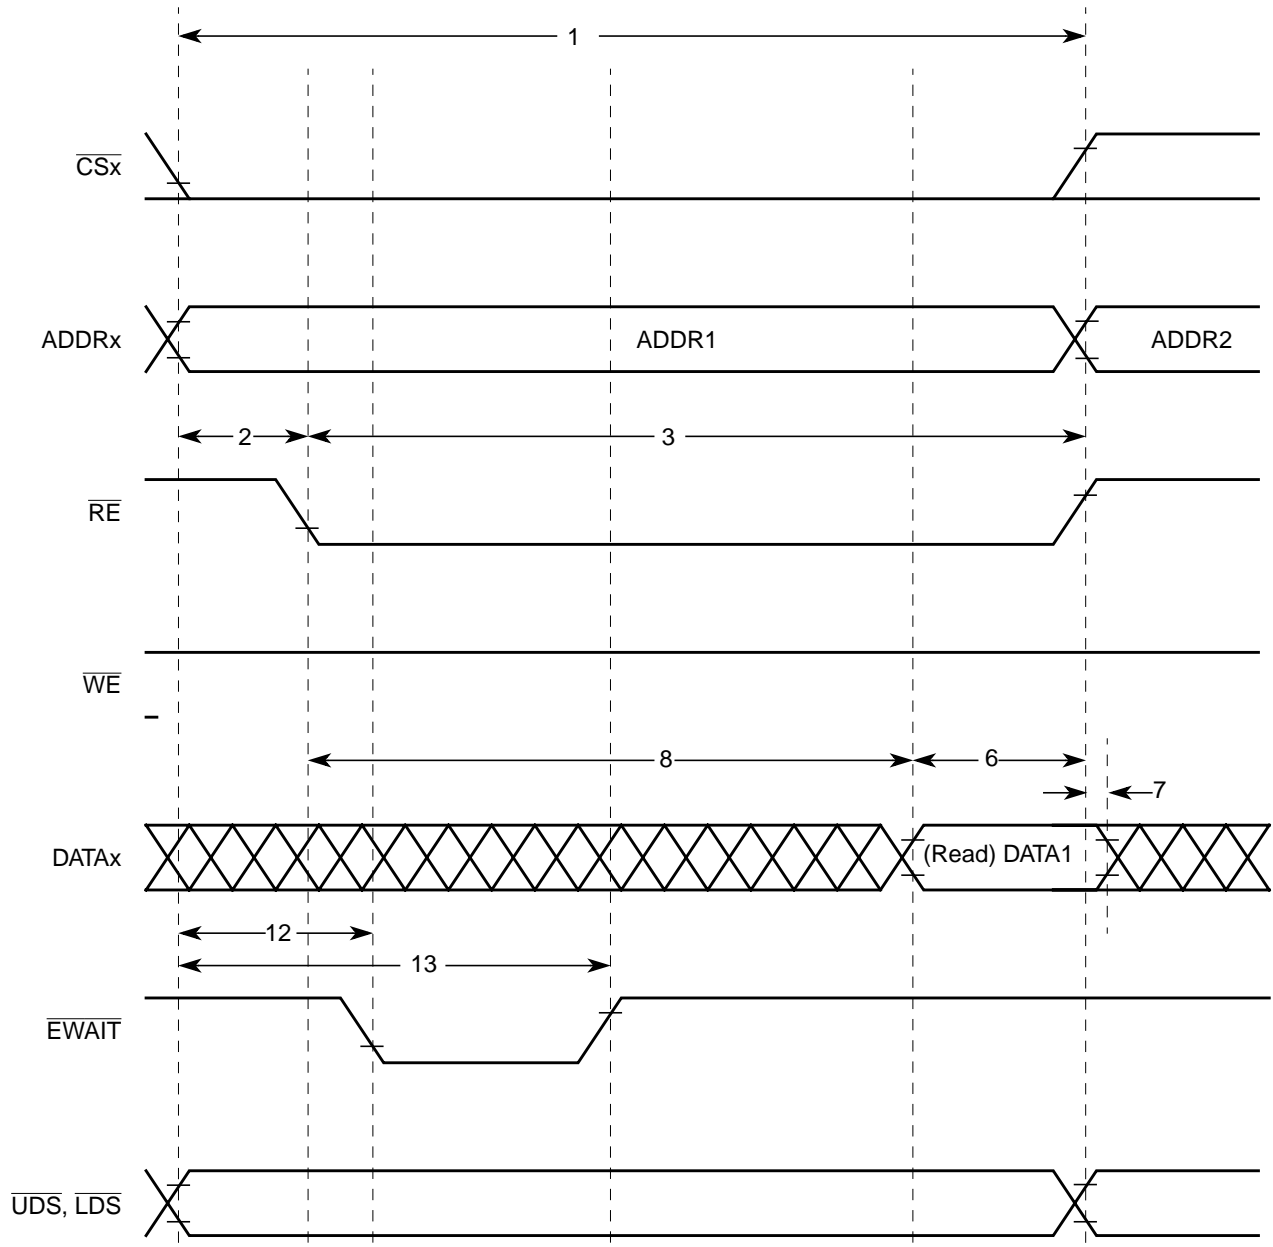 1
CSx
ADDRx
ADDR1
ADDR2
2
3
RE
WE
8
6
7
DATAx
(Read) DATA1
12
13
EWAIT
UDS, LDS